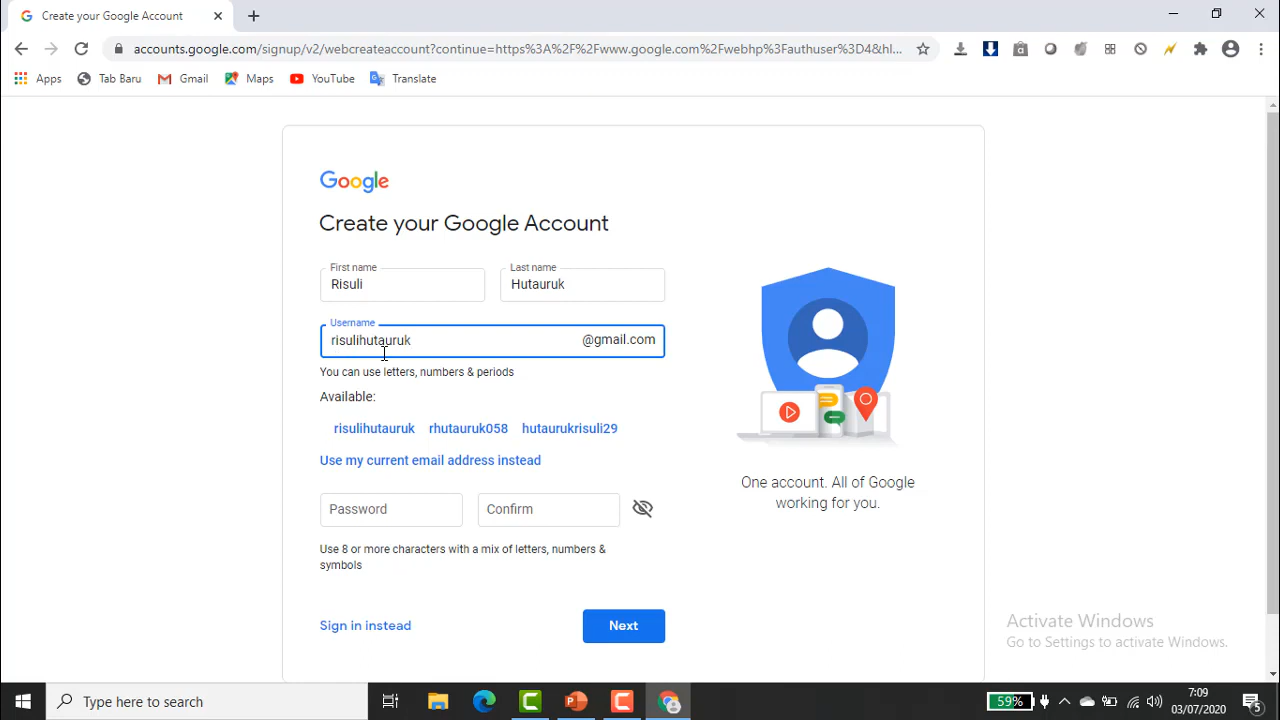 Create your Google Account
accounts.google.com/signup/v2/webcreateaccount?continue=https%3A%2F%2Fwww.google.com%2Fwebhp%3Fauthuser%3D4&hl...
Apps Tab Baru Gmail Maps YouTube Translate
Google
Create your Google Account
First name Last name
Risuli Hutauruk
Username
risulihutauruk @gmail.com
You can use letters, numbers & periods
Available:
risulihutauruk rhutauruk058 hutaurukrisuli29
Use my current email address instead
Password Confirm
Use 8 or more characters with a mix of letters, numbers &
symbols
Sign in instead Next
One account. All of Google
working for you.
Activate Windows
Go to Settings to activate Windows.
Type here to search
59%
7:09
03/07/2020
5